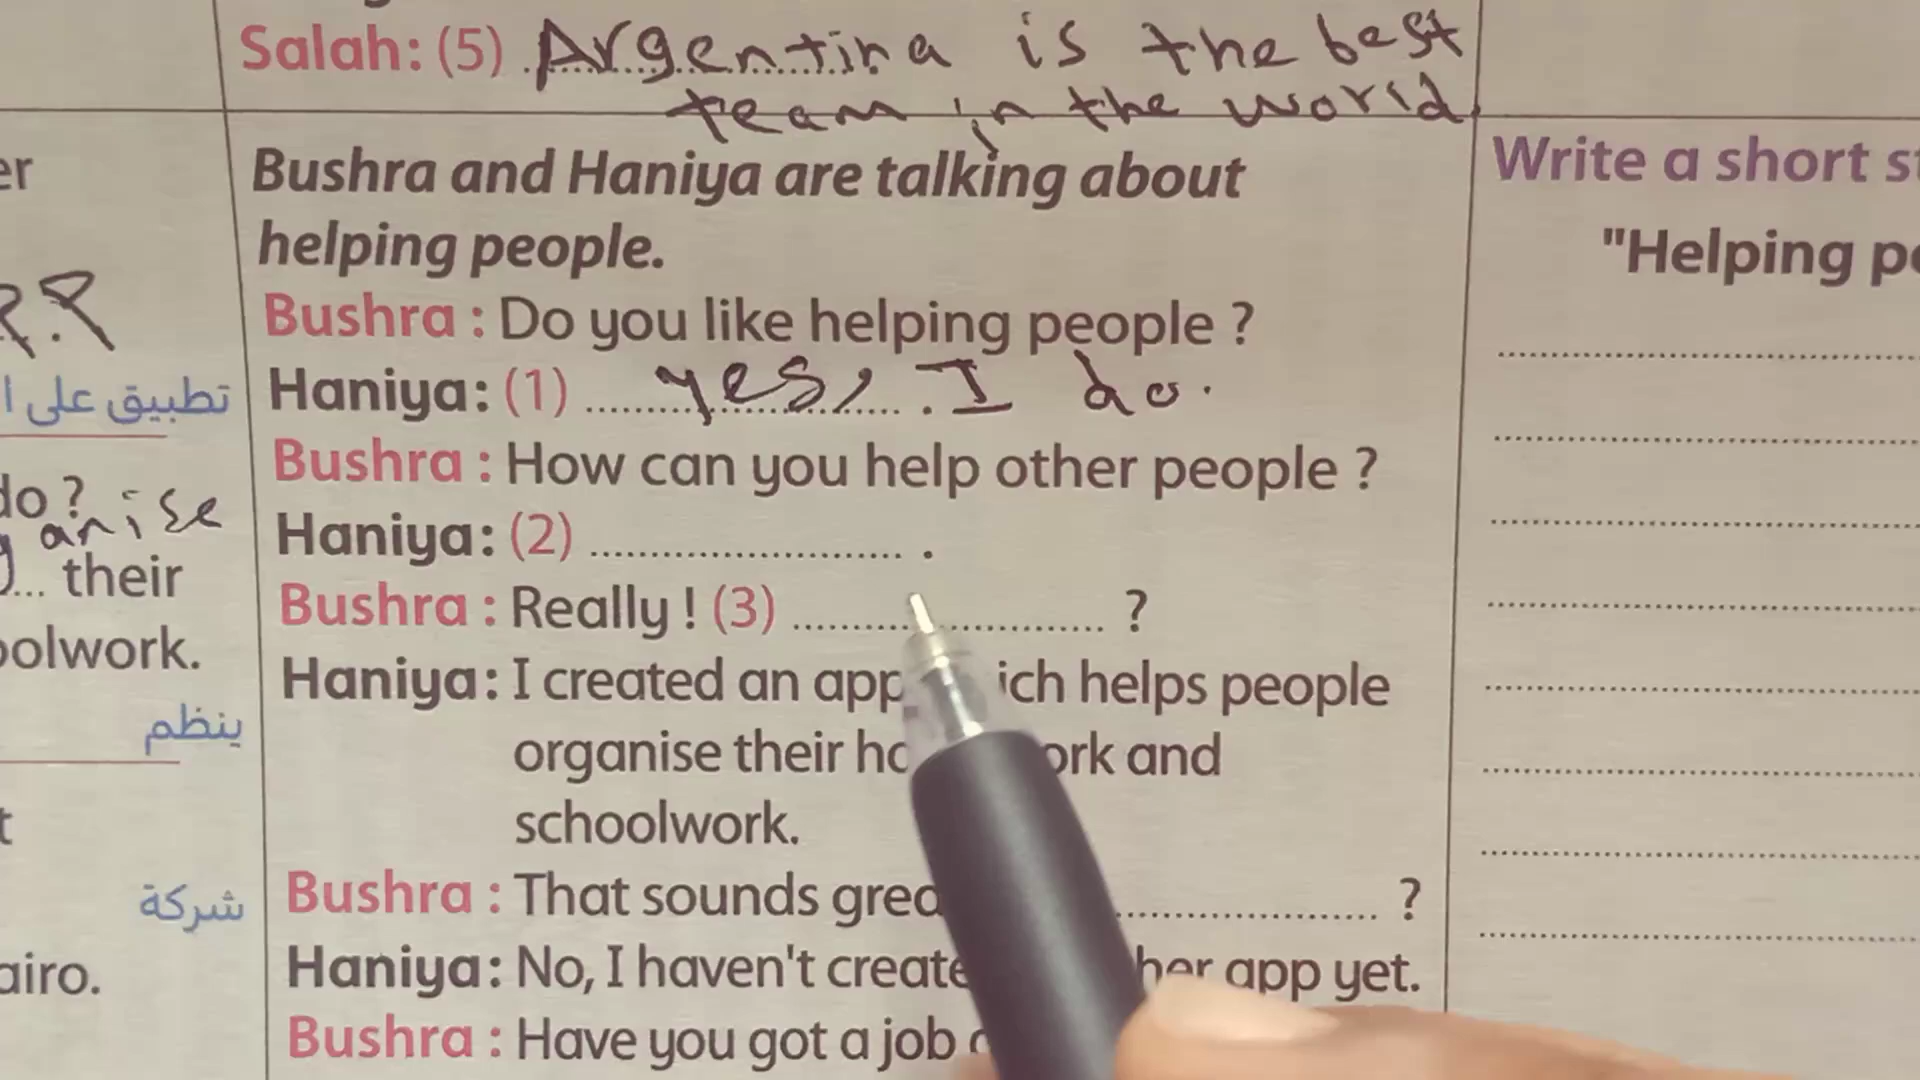 Salah: (5) Argentina is the best
team in the world
er
Bushra and Haniya are talking about
helping people.
Write a short
"Helping
Bushra : Do you like helping people ?
تطبيق على
Haniya: (1) yes, I do.
Bushra : How can you help other people ?
do ?
anise
Haniya: (2) .......................... .
... their
Bushra : Really ! (3) .......................... ?
oolwork.
Haniya: I created an app ich helps people
ينظم
organise their ho ork and
schoolwork.
شركة
Bushra : That sounds grea .................... ?
airo.
Haniya: No, I haven't create her app yet.
Bushra : Have you got a job